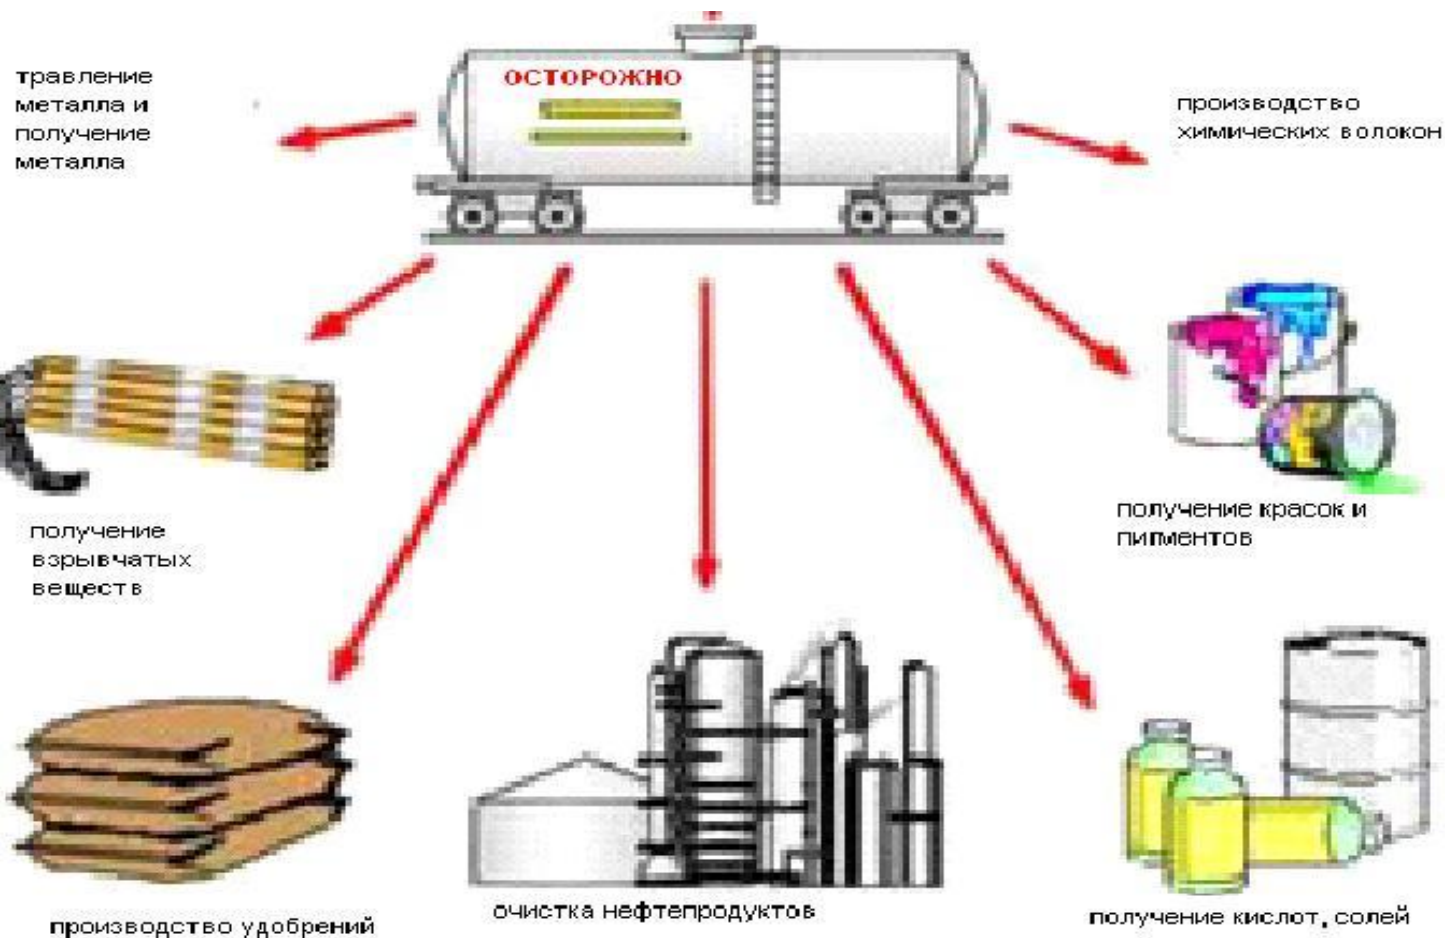 ОСТОРОЖНО
травление
металла и
получение
металла
производство
химических волокон
получение
взрывчатых
веществ
получение красок и
пигментов
производство удобрений
очистка нефтепродуктов
получение кислот, солей